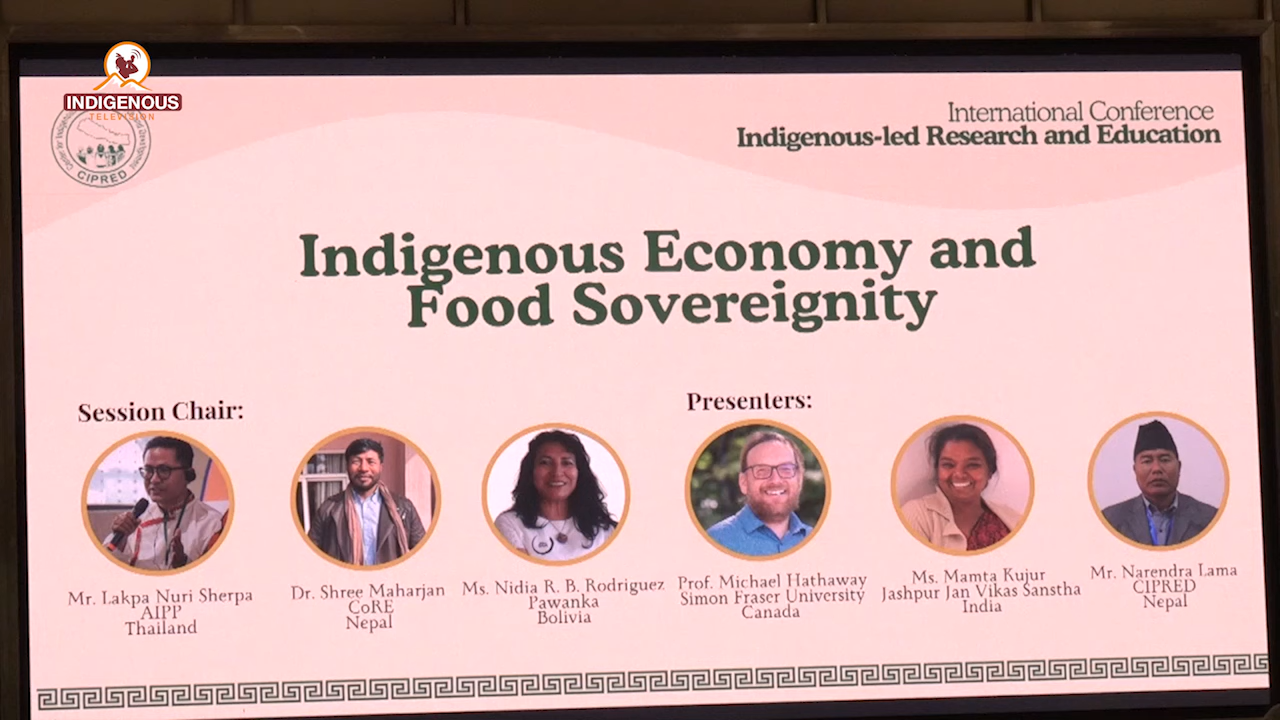 INDIGENOUS
TELEVISION
CIPRED
International Conference
Indigenous-led Research and Education
Indigenous Economy and
Food Sovereignity
Session Chair:
Presenters:
Mr. Lakpa Nuri Sherpa
AIPP
Thailand
Dr. Shree Maharjan
CoRE
Nepal
Ms. Nidia R. B. Rodriguez
Pawanka
Bolivia
Prof. Michael Hathaway
Simon Fraser University
Canada
Ms. Mamta Kujur
Jashpur Jan Vikas Sanstha
India
Mr. Narendra Lama
CIPRED
Nepal